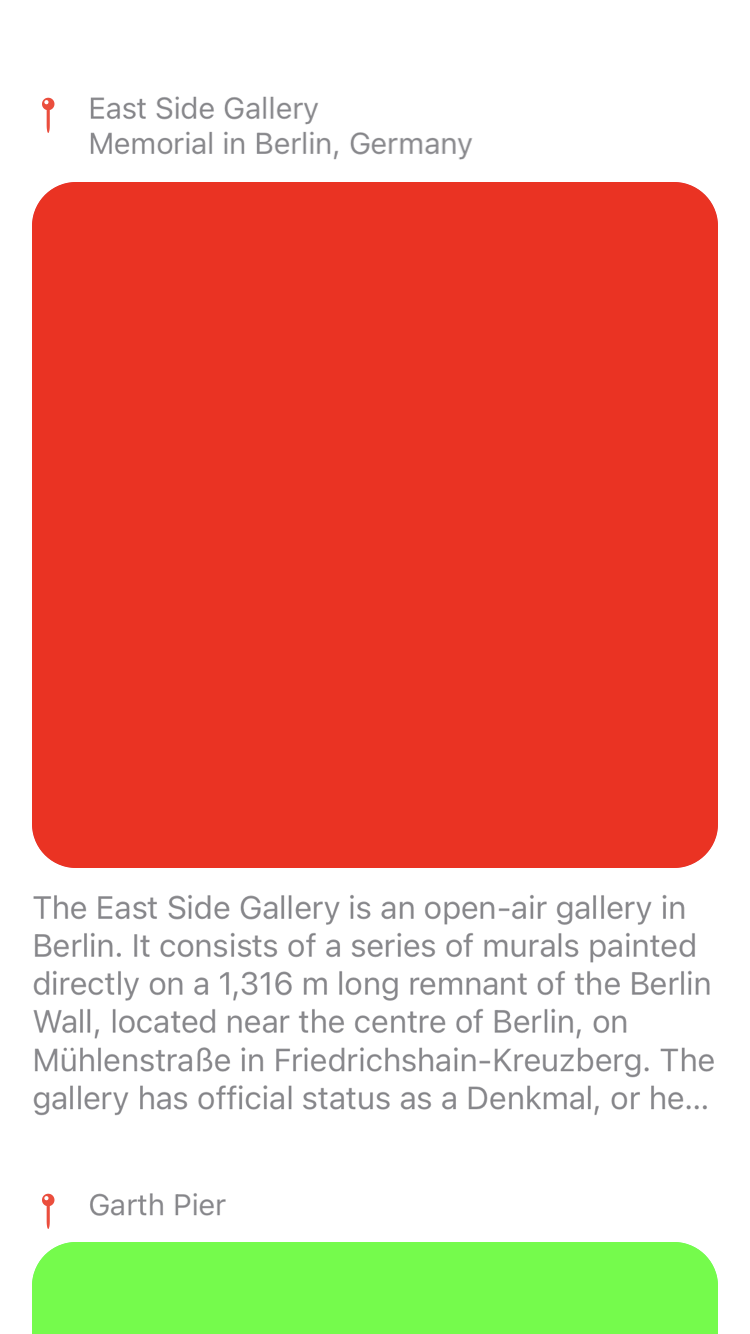 East Side Gallery
Memorial in Berlin, Germany
The East Side Gallery is an open-air gallery in
Berlin. It consists of a series of murals painted
directly on a 1,316 m long remnant of the Berlin
Wall, located near the centre of Berlin, on
Mühlenstraße in Friedrichshain-Kreuzberg. The
gallery has official status as a Denkmal, or he...
Garth Pier